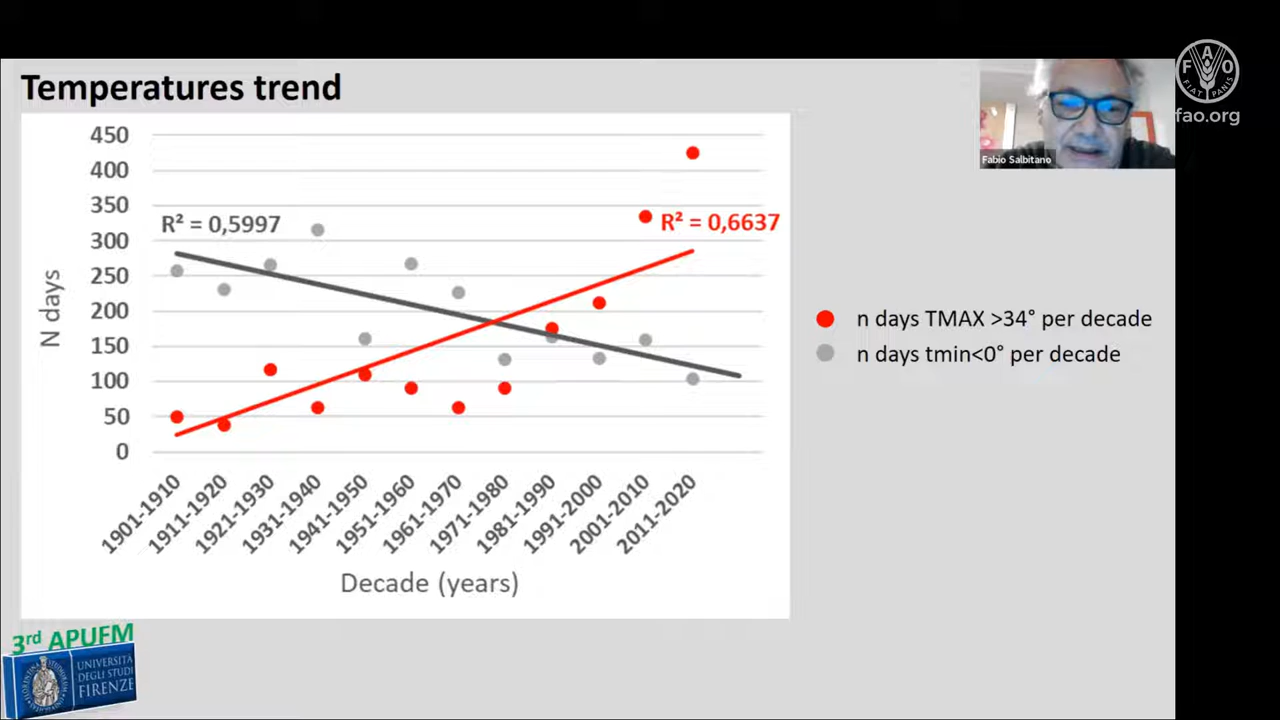 Temperatures trend
F A O
FIAT PANIS
fao.org
Fabio Salbitano
450
400
350
300
250
200
150
100
50
0
N days
R² = 0,5997
R² = 0,6637
n days TMAX >34° per decade
n days tmin<0° per decade
1901-1910
1911-1920
1921-1930
1931-1940
1941-1950
1951-1960
1961-1970
1971-1980
1981-1990
1991-2000
2001-2010
2011-2020
Decade (years)
3rd APUFM
UNIVERSITÀ
DEGLI STUDI
FIRENZE